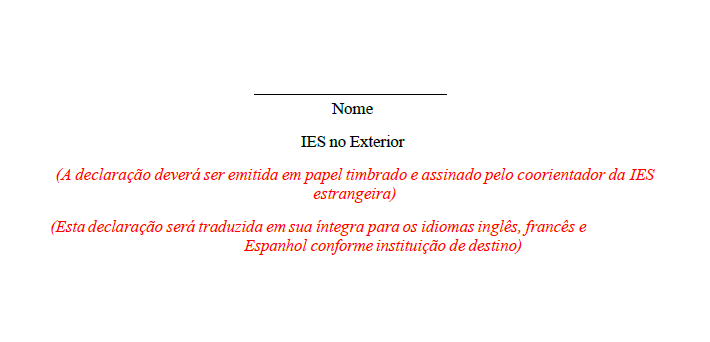 Nome
IES no Exterior
(A declaração deverá ser emitida em papel timbrado e assinado pelo coorientador da IES
estrangeira)
(Esta declaração será traduzida em sua íntegra para os idiomas inglês, francês e
Espanhol conforme instituição de destino)